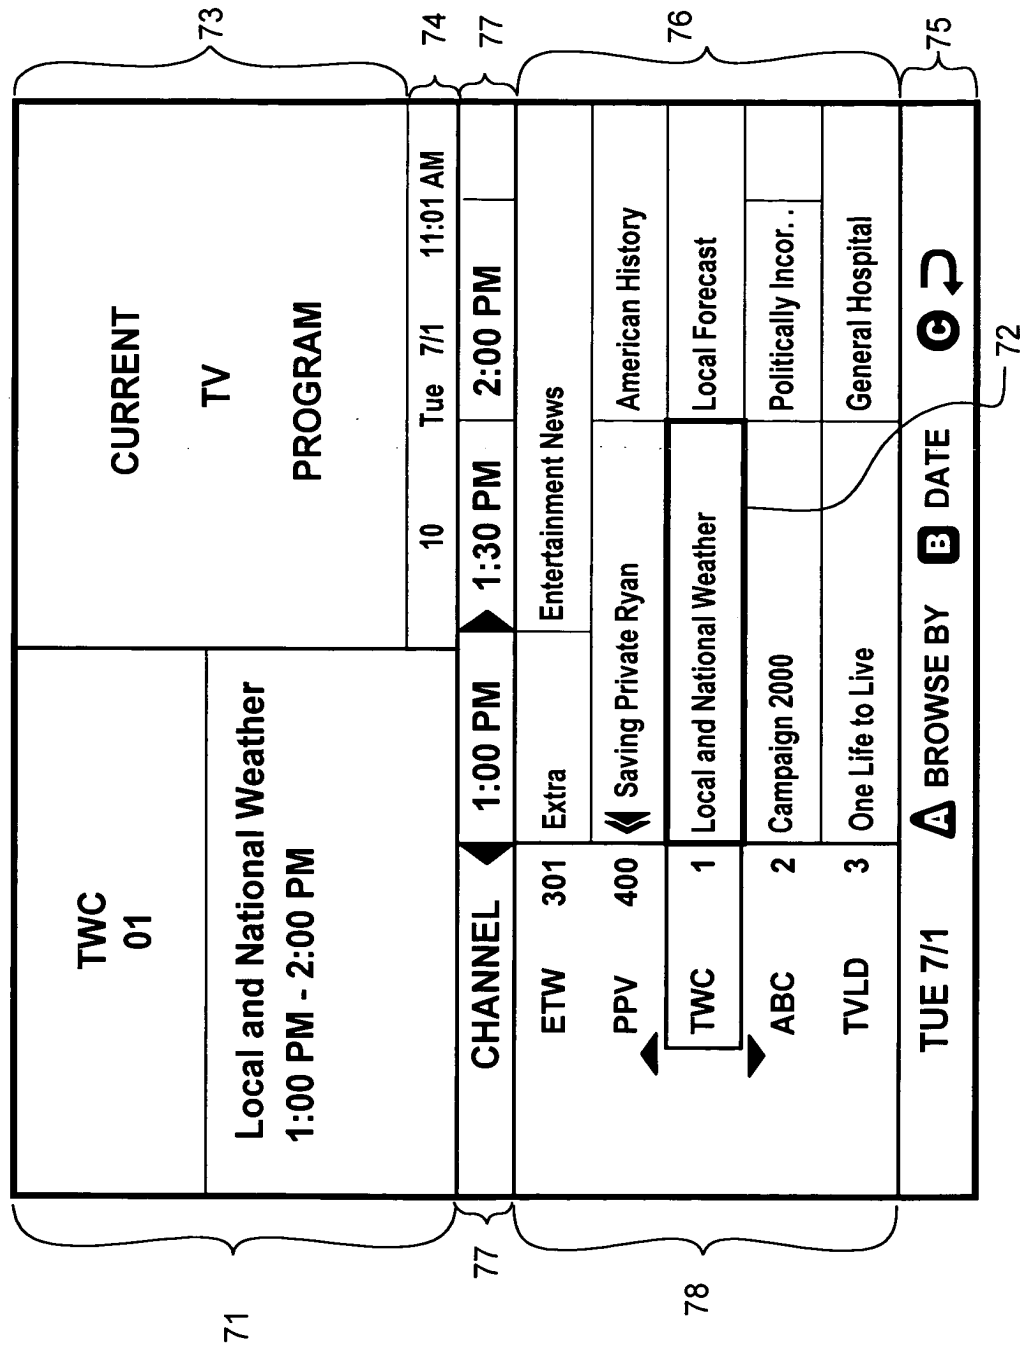 TWC
01
Local and National Weather
1:00 PM - 2:00 PM
CURRENT
TV
PROGRAM
10 Tue 7/1 11:01 AM
CHANNEL 1:00 PM 1:30 PM 2:00 PM
ETW 301 Extra Entertainment News
PPV 400 Saving Private Ryan American History
TWC 1 Local and National Weather Local Forecast
ABC 2 Campaign 2000 Politically Incor. .
TVLD 3 One Life to Live General Hospital
TUE 7/1 A BROWSE BY B DATE C
71
77
78
73
74
77
76
75
72